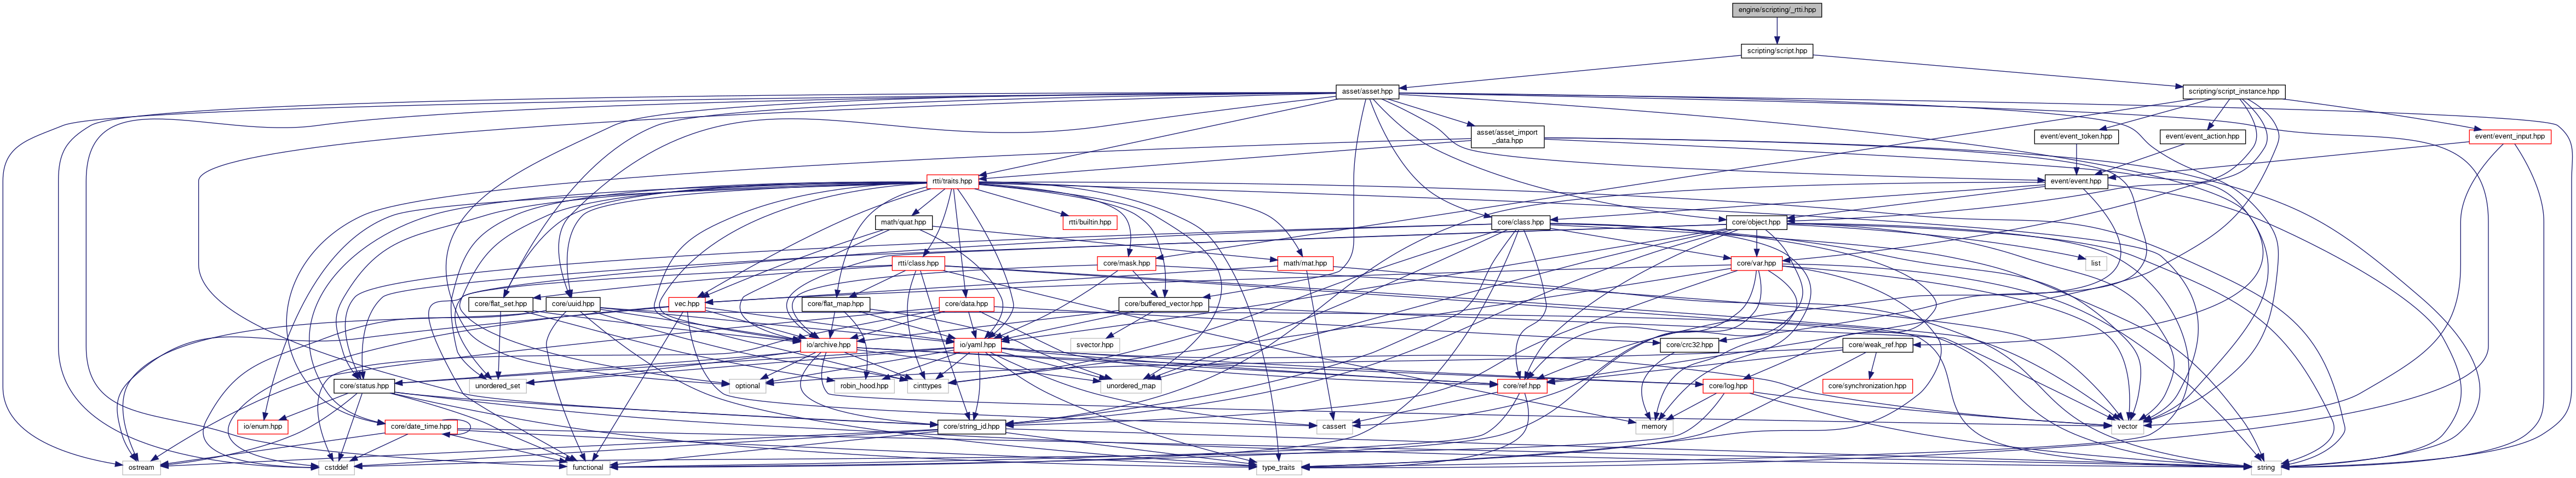 engine/scripting/_rtti.hpp
scripting/script.hpp
asset/asset.hpp
scripting/script_instance.hpp
asset/asset_import
_data.hpp
event/event_token.hpp
event/event_action.hpp
event/event_input.hpp
rtti/traits.hpp
event/event.hpp
math/quat.hpp
rtti/builtin.hpp
core/class.hpp
core/object.hpp
rtti/class.hpp
core/mask.hpp
math/mat.hpp
core/var.hpp
list
core/flat_set.hpp
core/uuid.hpp
vec.hpp
core/flat_map.hpp
core/data.hpp
core/buffered_vector.hpp
io/archive.hpp
io/yaml.hpp
svector.hpp
core/crc32.hpp
core/weak_ref.hpp
core/status.hpp
unordered_set
optional
robin_hood.hpp
cinttypes
unordered_map
core/ref.hpp
core/log.hpp
core/synchronization.hpp
io/enum.hpp
core/date_time.hpp
core/string_id.hpp
cassert
memory
vector
ostream
cstddef
functional
type_traits
string